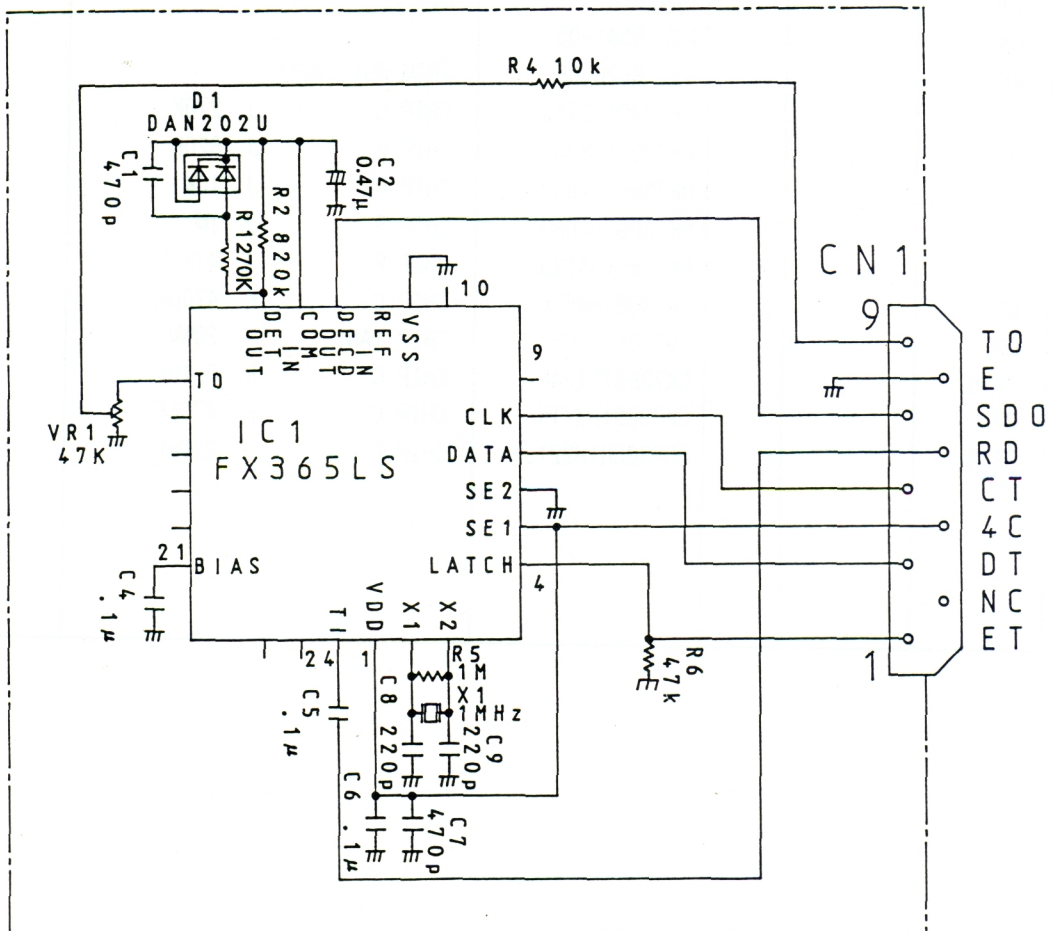 R4 10k
D1
DAN202U
C1
470p
C2
0.47μ
R2 820k
R1 270K
CN1
10
9
DET OUT
IN
COM
DECD OUT
REF IN
VSS
9
TO
TO
E
CLK
SDO
VR1
47K
IC1
FX365LS
DATA
RD
SE2
CT
SE1
4C
21
BIAS
LATCH
4
DT
C4
.1μ
NC
TI
VDD
X1
X2
ET
24
1
1
R5
1M
X1
1MHz
R6
47k
C5
.1μ
C8
220p
C9
220p
C6
.1μ
C7
470p